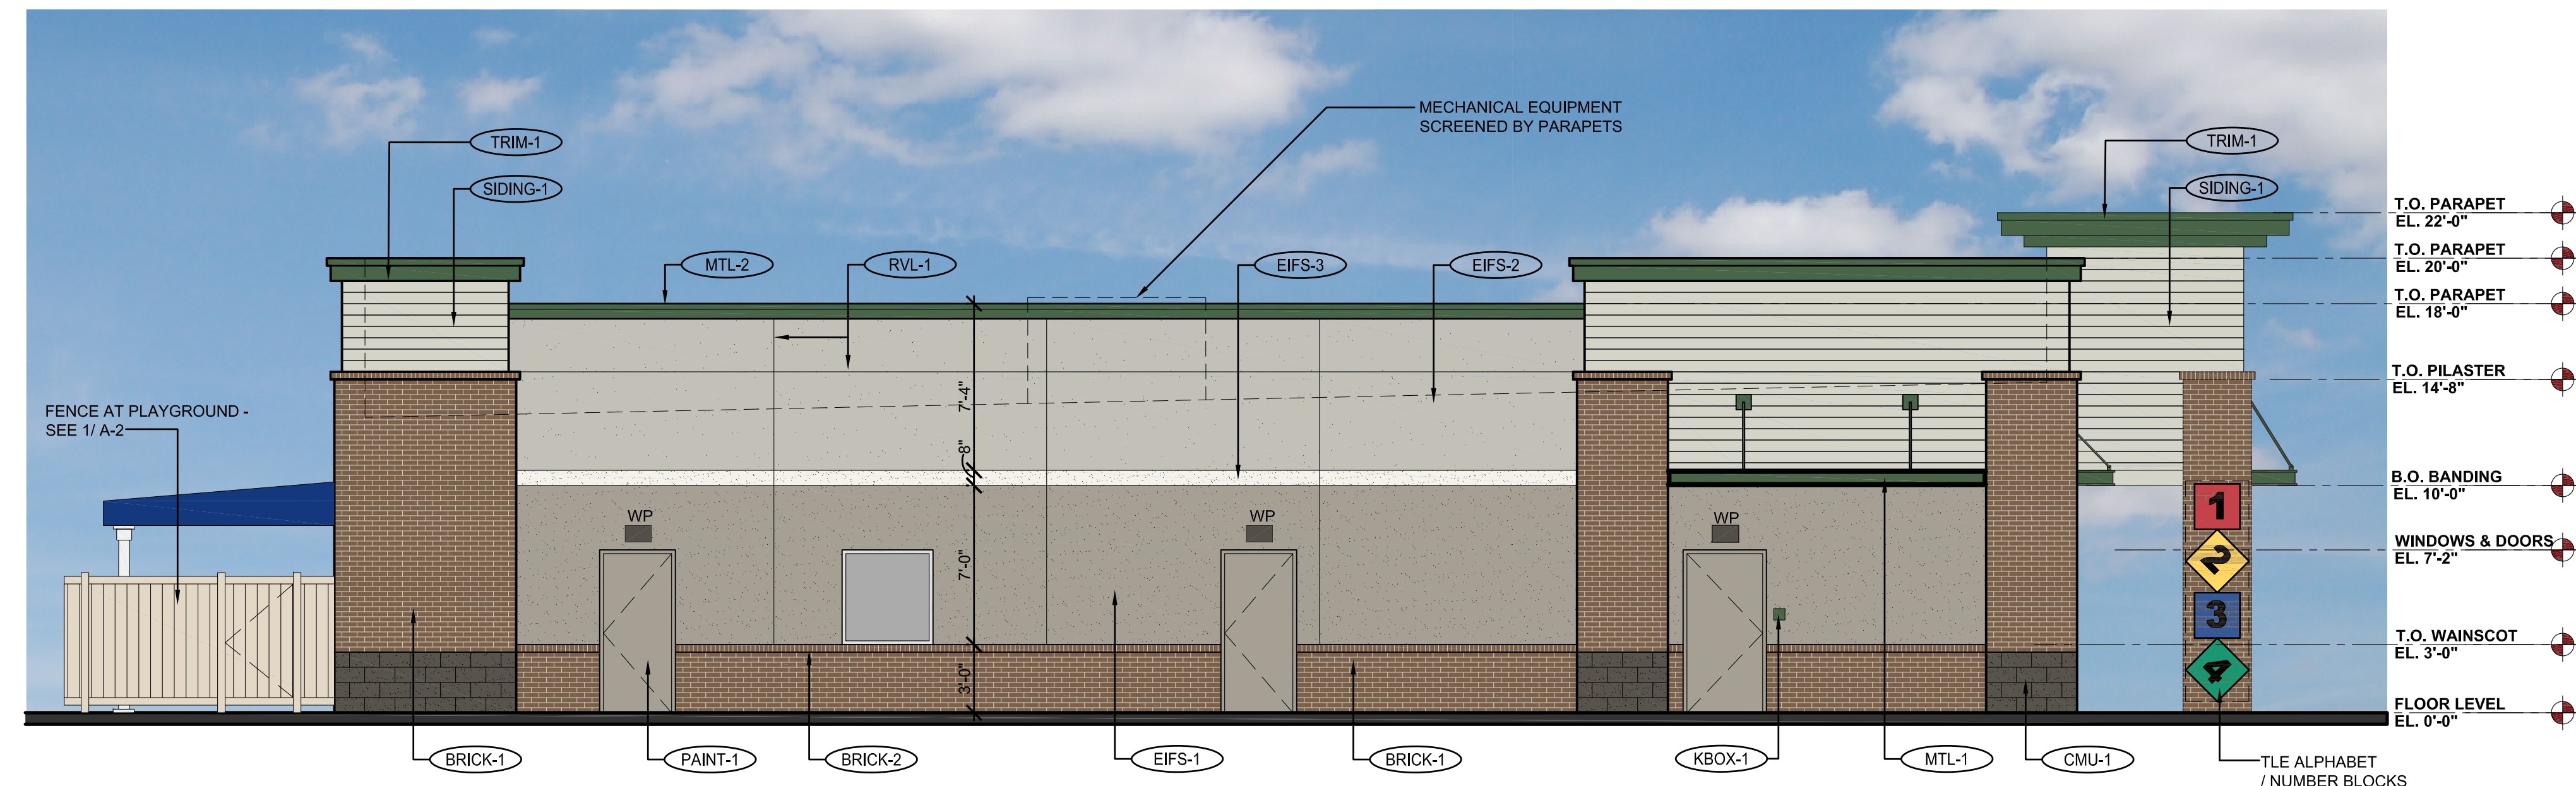 MECHANICAL EQUIPMENT
SCREENED BY PARAPETS
TRIM-1
TRIM-1
SIDING-1
SIDING-1
T.O. PARAPET
EL. 22'-0"
T.O. PARAPET
EL. 20'-0"
MTL-2
RVL-1
EIFS-3
EIFS-2
T.O. PARAPET
EL. 18'-0"
T.O. PILASTER
EL. 14'-8"
7'-4"
FENCE AT PLAYGROUND -
SEE 1/ A-2
8"
B.O. BANDING
EL. 10'-0"
WP
WP
WP
1
2
3
4
WINDOWS & DOORS
EL. 7'-2"
7'-0"
T.O. WAINSCOT
EL. 3'-0"
3'-0"
FLOOR LEVEL
EL. 0'-0"
BRICK-1
PAINT-1
BRICK-2
EIFS-1
BRICK-1
KBOX-1
MTL-1
CMU-1
TLE ALPHABET
/ NUMBER BLOCKS